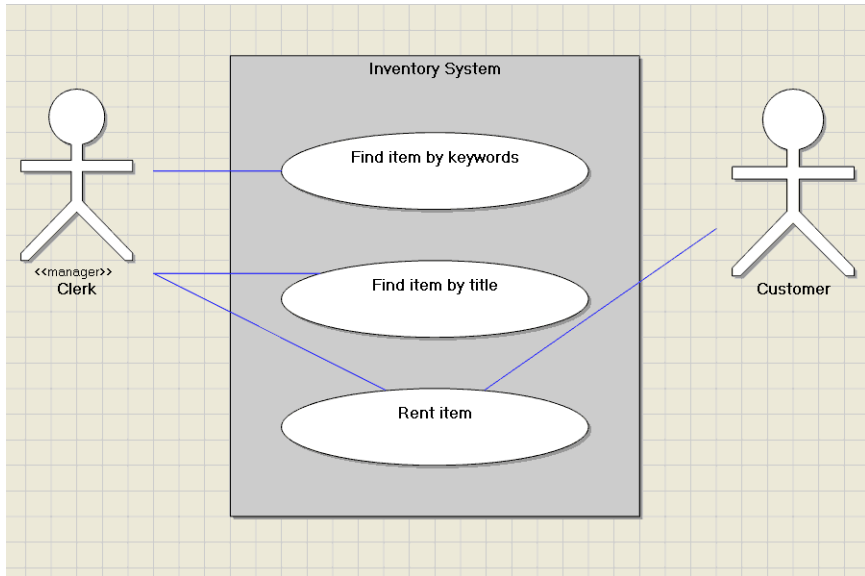 Inventory System
Find item by keywords
<<manager>>
Clerk
Find item by title
Customer
Rent item